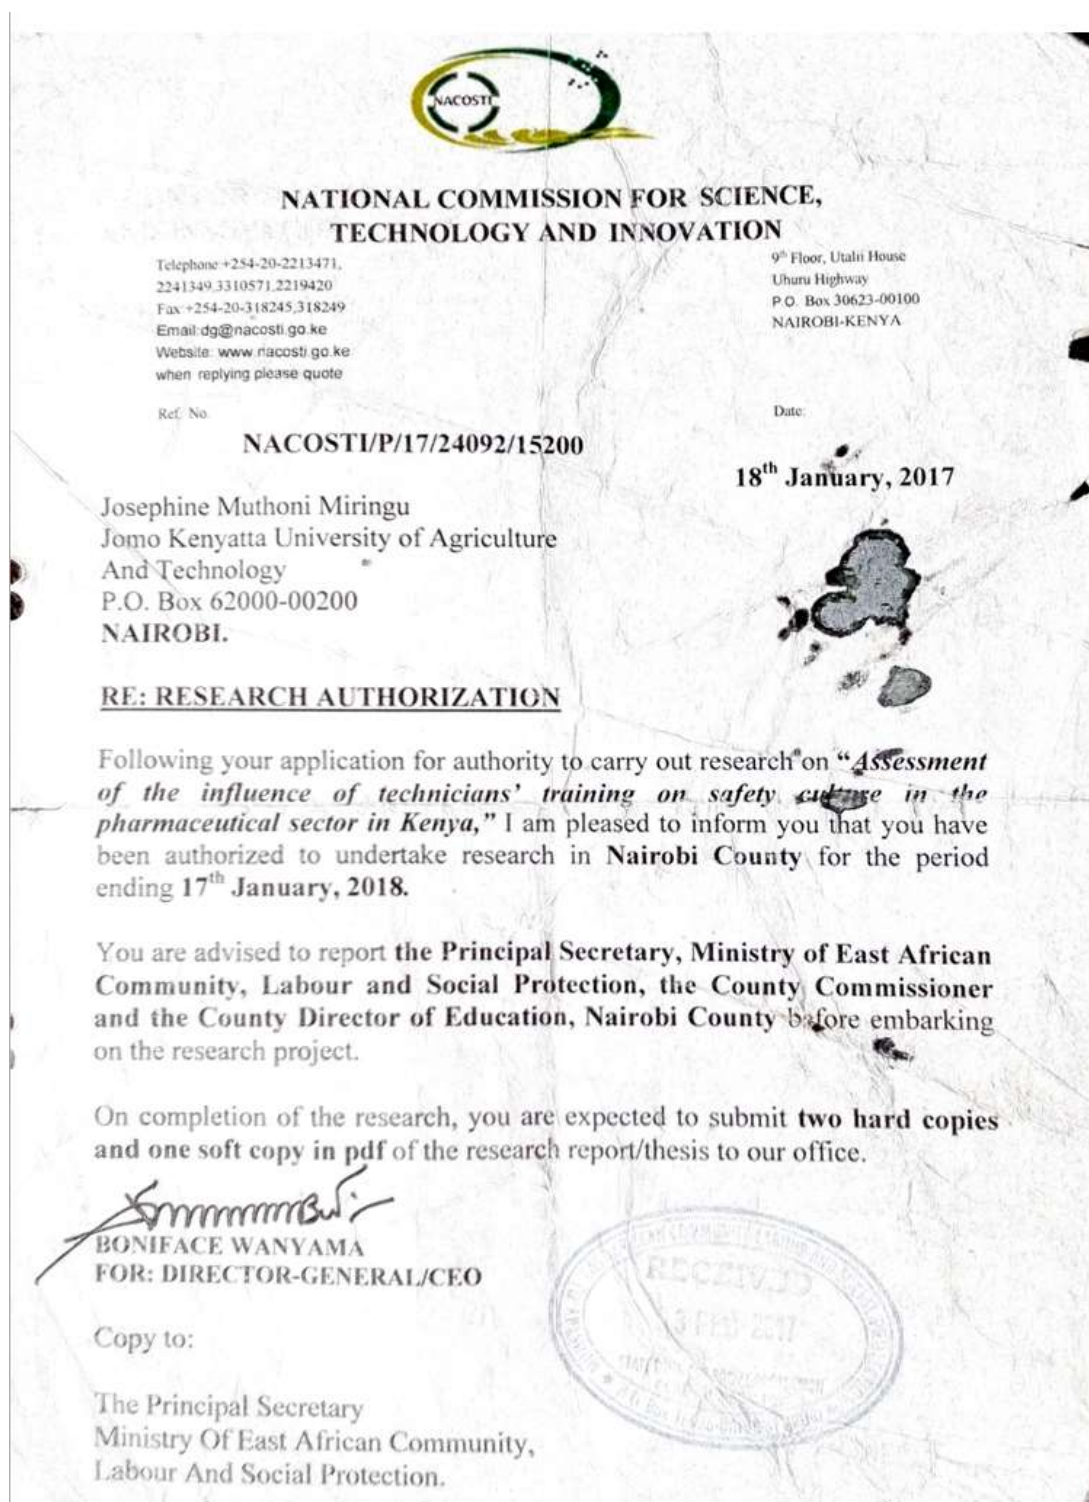 NACOSTI
NATIONAL COMMISSION FOR SCIENCE,
TECHNOLOGY AND INNOVATION
Telephone:+254-20-2213471,
2241349,3310571,2219420
Fax:+254-20-318245,318249
Email:dg@nacosti.go.ke
Website: www.nacosti.go.ke
when replying please quote
9th Floor, Utalii House
Uhuru Highway
P.O. Box 30623-00100
NAIROBI-KENYA
Ref. No.
Date:
NACOSTI/P/17/24092/15200
18th January, 2017
Josephine Muthoni Miringu
Jomo Kenyatta University of Agriculture
And Technology
P.O. Box 62000-00200
NAIROBI.
RE: RESEARCH AUTHORIZATION
Following your application for authority to carry out research on "Assessment
of the influence of technicians' training on safety culture in the
pharmaceutical sector in Kenya," I am pleased to inform you that you have
been authorized to undertake research in Nairobi County for the period
ending 17th January, 2018.
You are advised to report the Principal Secretary, Ministry of East African
Community, Labour and Social Protection, the County Commissioner
and the County Director of Education, Nairobi County before embarking
on the research project.
On completion of the research, you are expected to submit two hard copies
and one soft copy in pdf of the research report/thesis to our office.
BONIFACE WANYAMA
FOR: DIRECTOR-GENERAL/CEO
RECEIVED
Copy to:
The Principal Secretary
Ministry Of East African Community,
Labour And Social Protection.